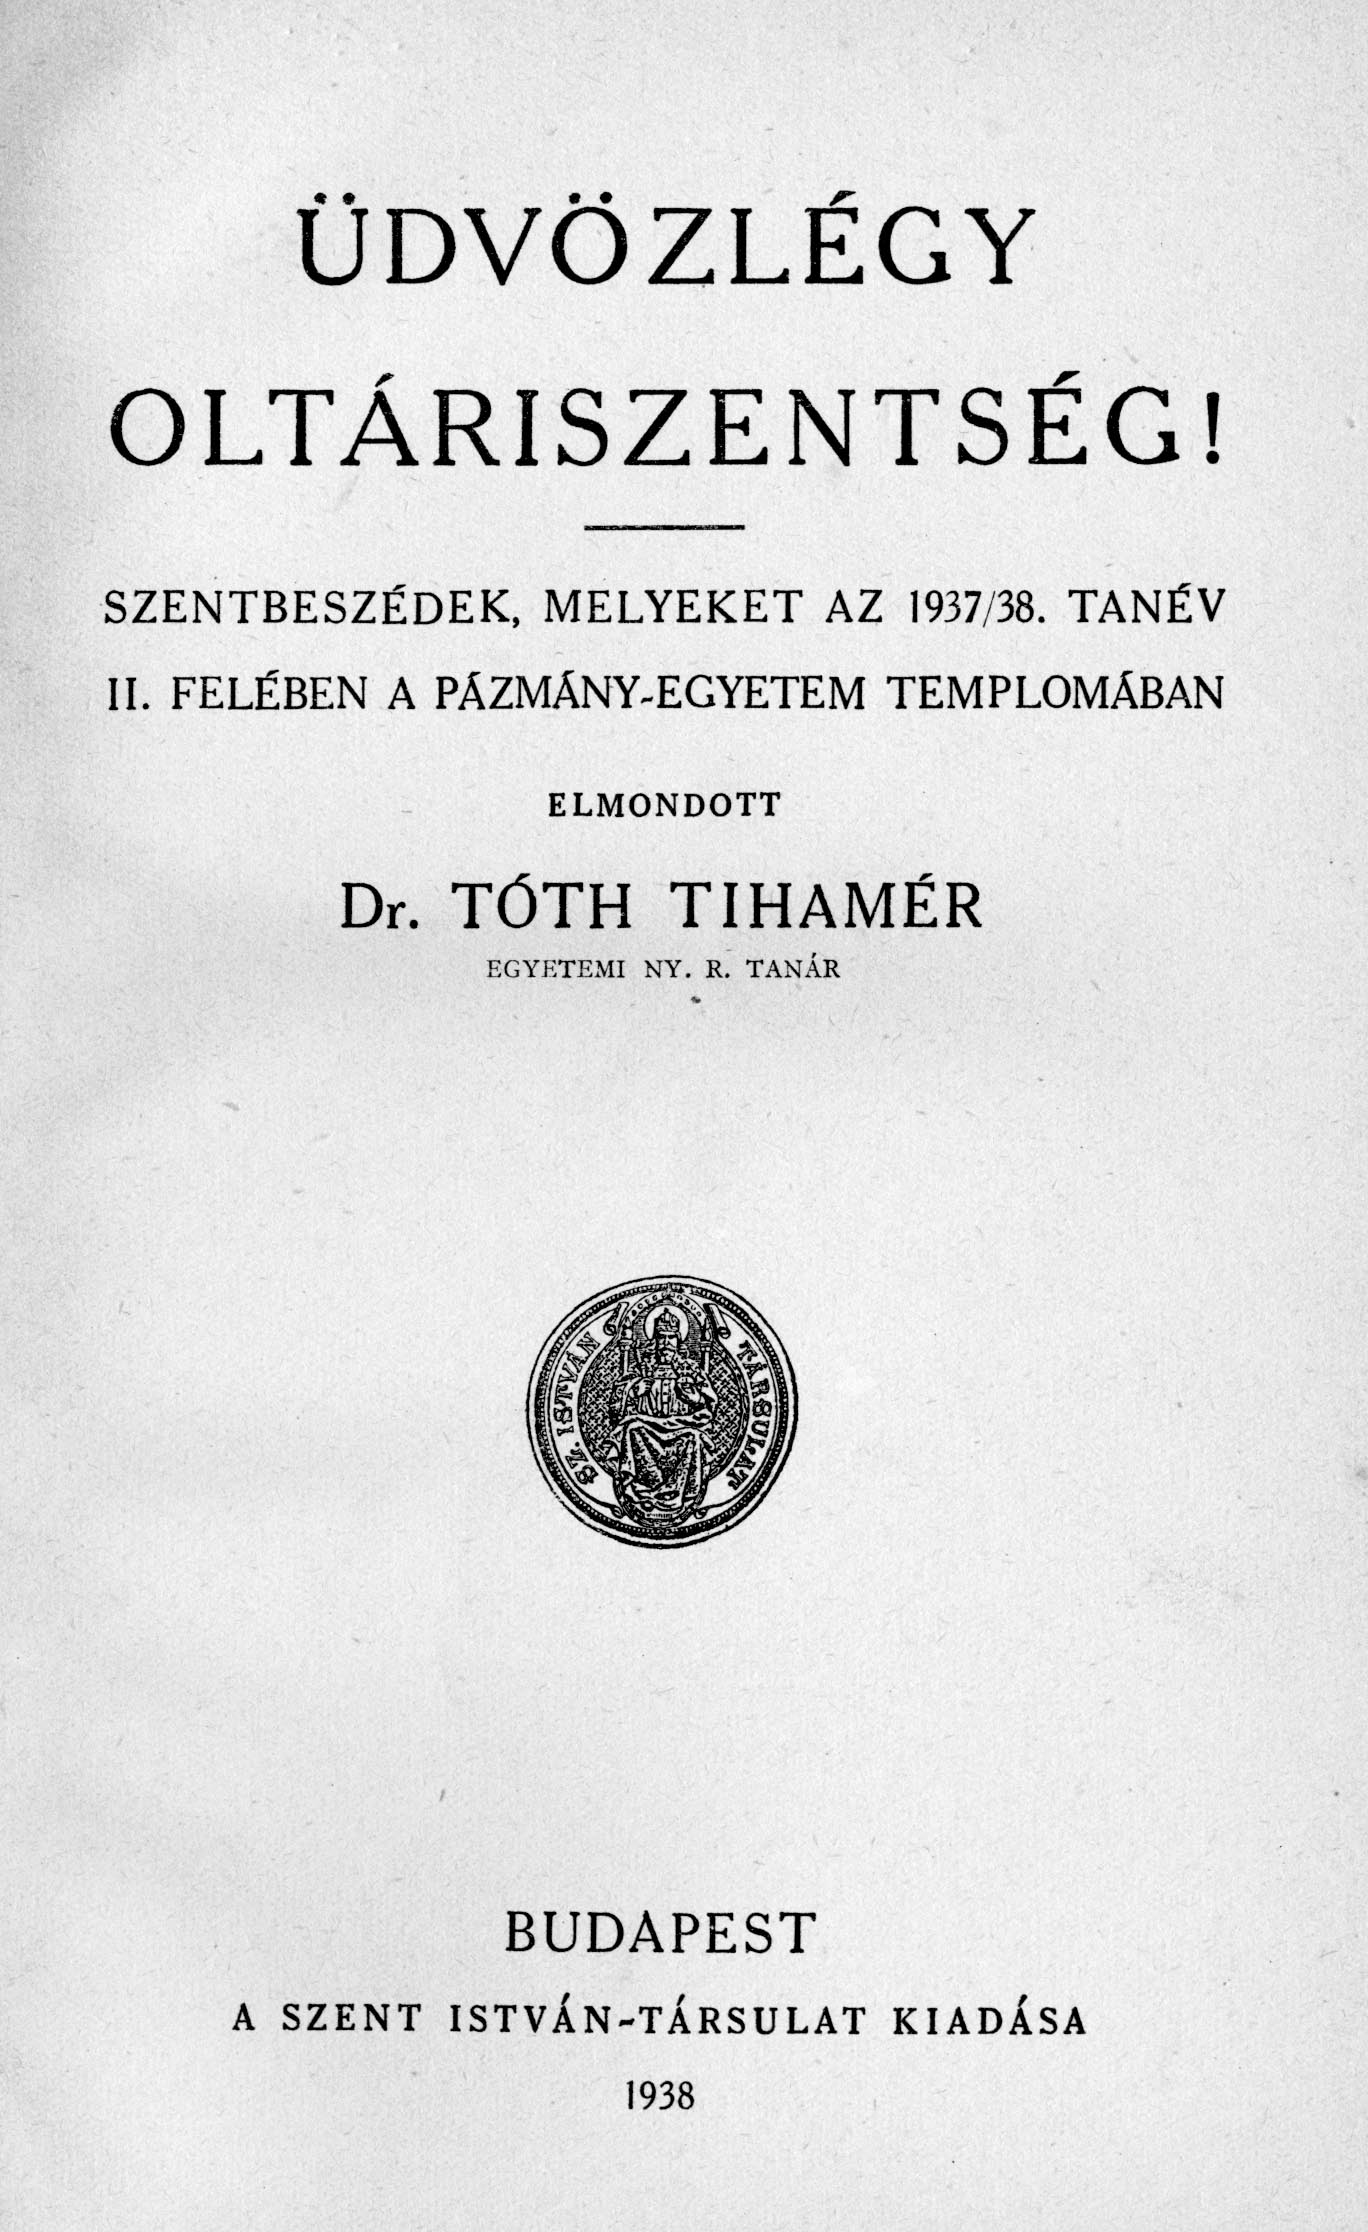 ÜDVÖZLÉGY
OLTÁRISZENTSÉG!
SZENTBESZÉDEK, MELYEKET AZ 1937/38. TANÉV
II. FELÉBEN A PÁZMÁNY-EGYETEM TEMPLOMÁBAN
ELMONDOTT
Dr. TÓTH TIHAMÉR
EGYETEMI NY. R. TANÁR
SZ. ISTVÁN TÁRSULAT
BUDAPEST
A SZENT ISTVÁN-TÁRSULAT KIADÁSA
1938